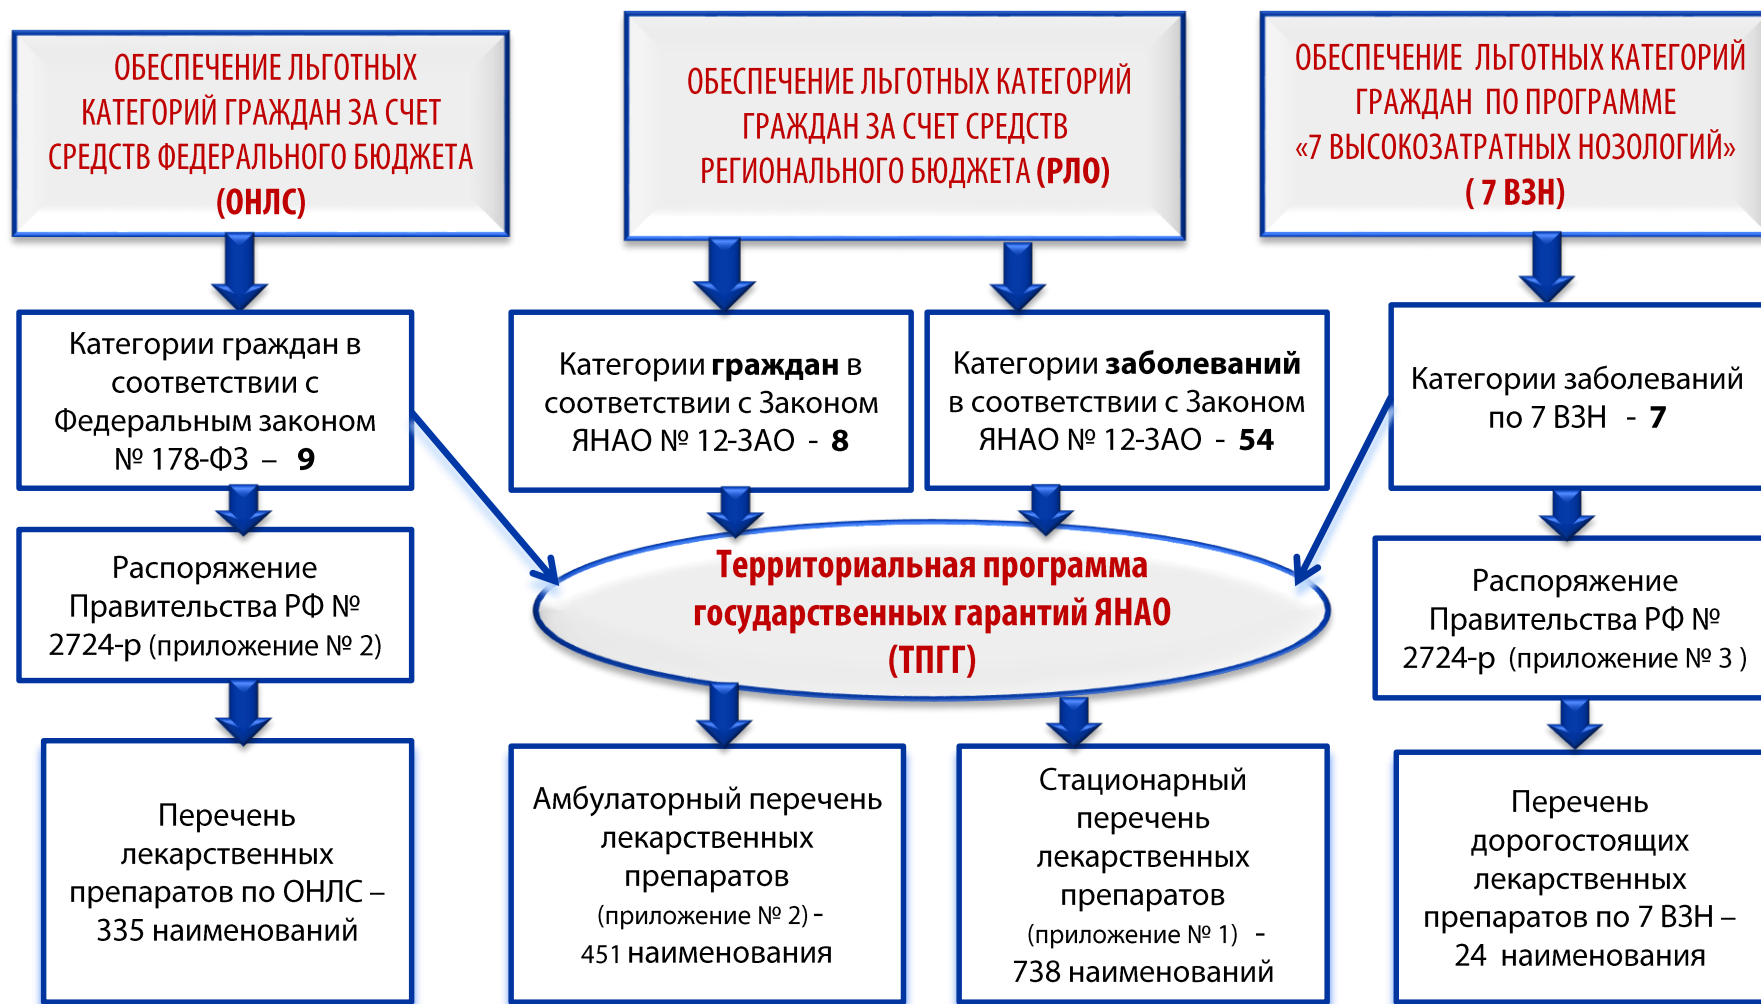 ОБЕСПЕЧЕНИЕ ЛЬГОТНЫХ
КАТЕГОРИЙ ГРАЖДАН ЗА СЧЕТ
СРЕДСТВ ФЕДЕРАЛЬНОГО БЮДЖЕТА
(ОНЛС)
ОБЕСПЕЧЕНИЕ ЛЬГОТНЫХ КАТЕГОРИЙ
ГРАЖДАН ЗА СЧЕТ СРЕДСТВ
РЕГИОНАЛЬНОГО БЮДЖЕТА (РЛО)
ОБЕСПЕЧЕНИЕ ЛЬГОТНЫХ КАТЕГОРИЙ
ГРАЖДАН ПО ПРОГРАММЕ
«7 ВЫСОКОЗАТРАТНЫХ НОЗОЛОГИЙ»
( 7 ВЗН)
Категории граждан в
соответствии с
Федеральным законом
№ 178-ФЗ – 9
Категории граждан в
соответствии с Законом
ЯНАО № 12-ЗАО - 8
Категории заболеваний
в соответствии с Законом
ЯНАО № 12-ЗАО - 54
Категории заболеваний
по 7 ВЗН - 7
Распоряжение
Правительства РФ №
2724-р (приложение № 2)
Территориальная программа
государственных гарантий ЯНАО
(ТПГГ)
Распоряжение
Правительства РФ №
2724-р (приложение № 3 )
Перечень
лекарственных
препаратов по ОНЛС –
335 наименований
Амбулаторный перечень
лекарственных
препаратов
(приложение № 2) -
451 наименования
Стационарный
перечень
лекарственных
препаратов
(приложение № 1) -
738 наименований
Перечень
дорогостоящих
лекарственных
препаратов по 7 ВЗН –
24 наименования